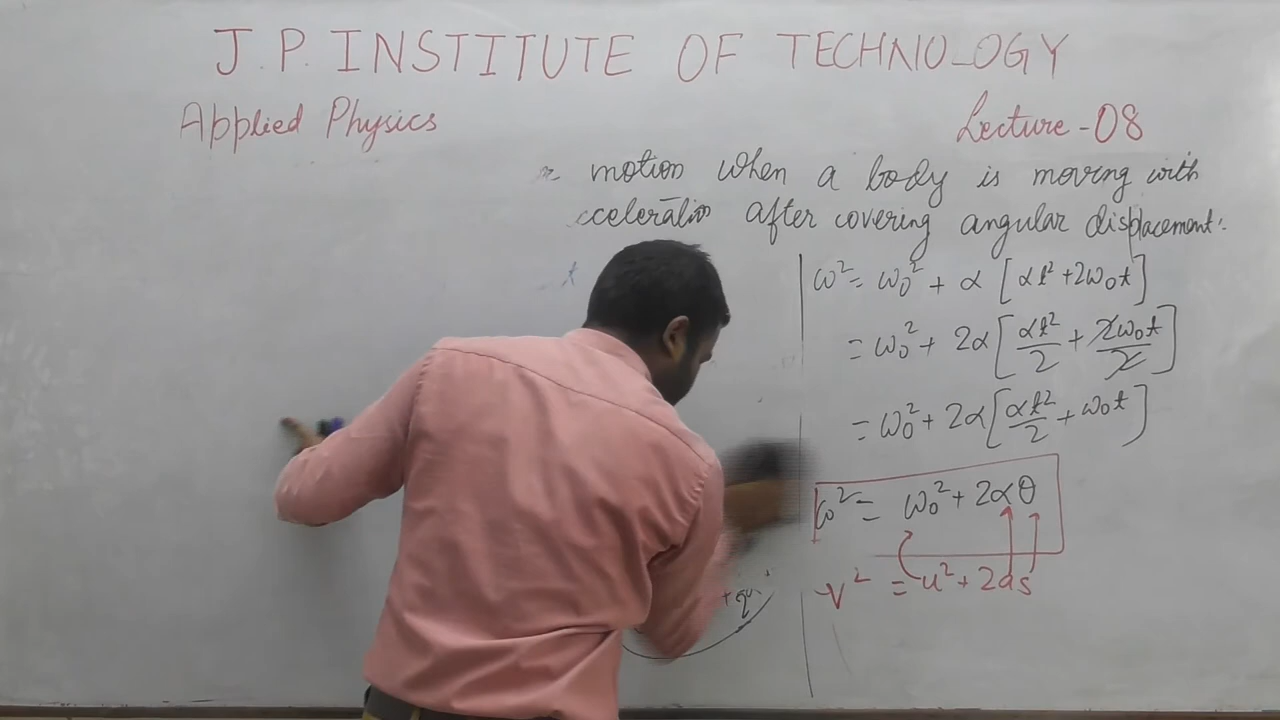 J.P. INSTITUTE OF TECHNOLOGY
Applied Physics
Lecture-08
motion when a body is moving with
cceleration after covering angular displacement.
ω² = ω₀² + α [αt² + 2ω₀t]
= ω₀² + 2α [αt²/2 + 2ω₀t/2]
= ω₀² + 2α [αt²/2 + ω₀t]
ω² = ω₀² + 2αθ
v² = u² + 2as